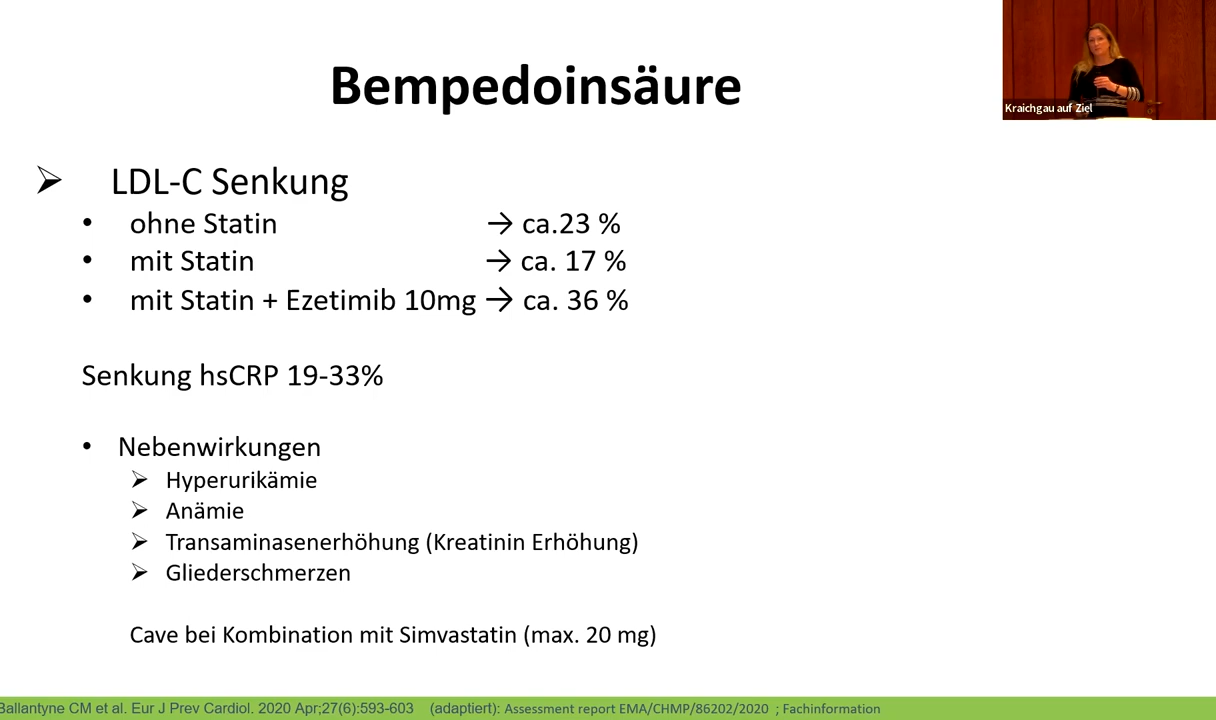 Bempedoinsäure
Kraichgau auf Ziel
➢ LDL-C Senkung
• ohne Statin → ca.23 %
• mit Statin → ca. 17 %
• mit Statin + Ezetimib 10mg → ca. 36 %
Senkung hsCRP 19-33%
• Nebenwirkungen
➢ Hyperurikämie
➢ Anämie
➢ Transaminasenerhöhung (Kreatinin Erhöhung)
➢ Gliederschmerzen
Cave bei Kombination mit Simvastatin (max. 20 mg)
Ballantyne CM et al. Eur J Prev Cardiol. 2020 Apr;27(6):593-603 (adaptiert): Assessment report EMA/CHMP/86202/2020 ; Fachinformation